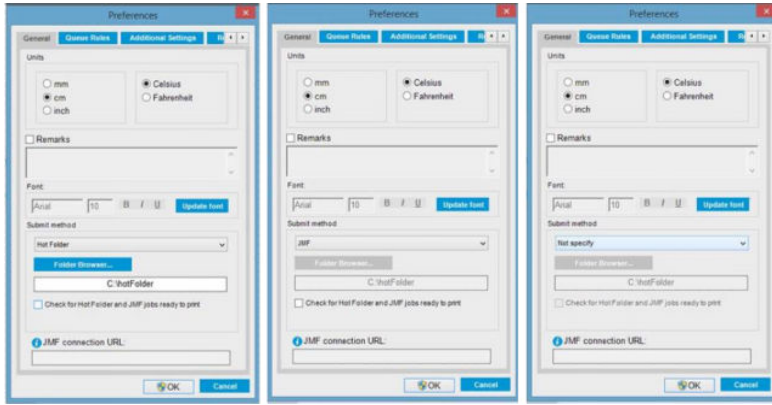 Preferences
General Queue Rules Additional Settings
Units
mm
cm
inch
Celsius
Fahrenheit
Remarks
Font:
Arial 10 B I U Update font
Submit method
Hot Folder
Folder Browser...
C:\hotFolder
Check for Hot Folder and JMF jobs ready to print
JMF connection URL:
OK Cancel
Preferences
General Queue Rules Additional Settings
Units
mm
cm
inch
Celsius
Fahrenheit
Remarks
Font:
Arial 10 B I U Update font
Submit method
JMF
Folder Browser...
C:\hotFolder
Check for Hot Folder and JMF jobs ready to print
JMF connection URL:
OK Cancel
Preferences
General Queue Rules Additional Settings
Units
mm
cm
inch
Celsius
Fahrenheit
Remarks
Font:
Arial 10 B I U Update font
Submit method
Not specify
Folder Browser...
C:\hotFolder
Check for Hot Folder and JMF jobs ready to print
JMF connection URL:
OK Cancel